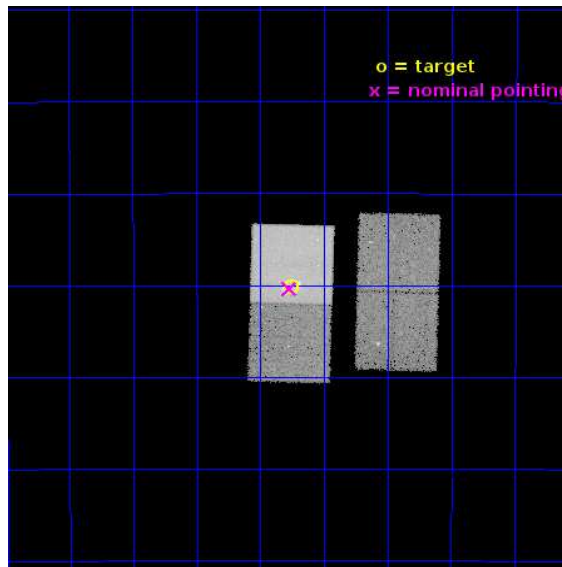 o = target
x = nominal pointing